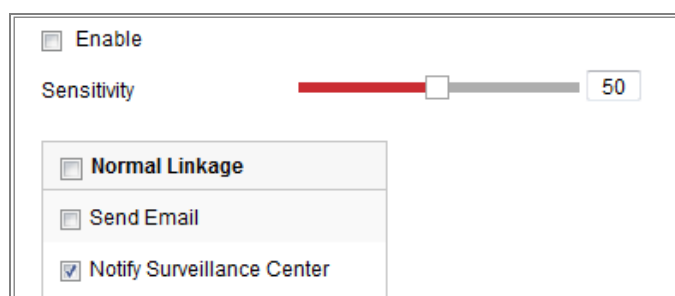 Enable
Sensitivity 50
Normal Linkage
Send Email
Notify Surveillance Center